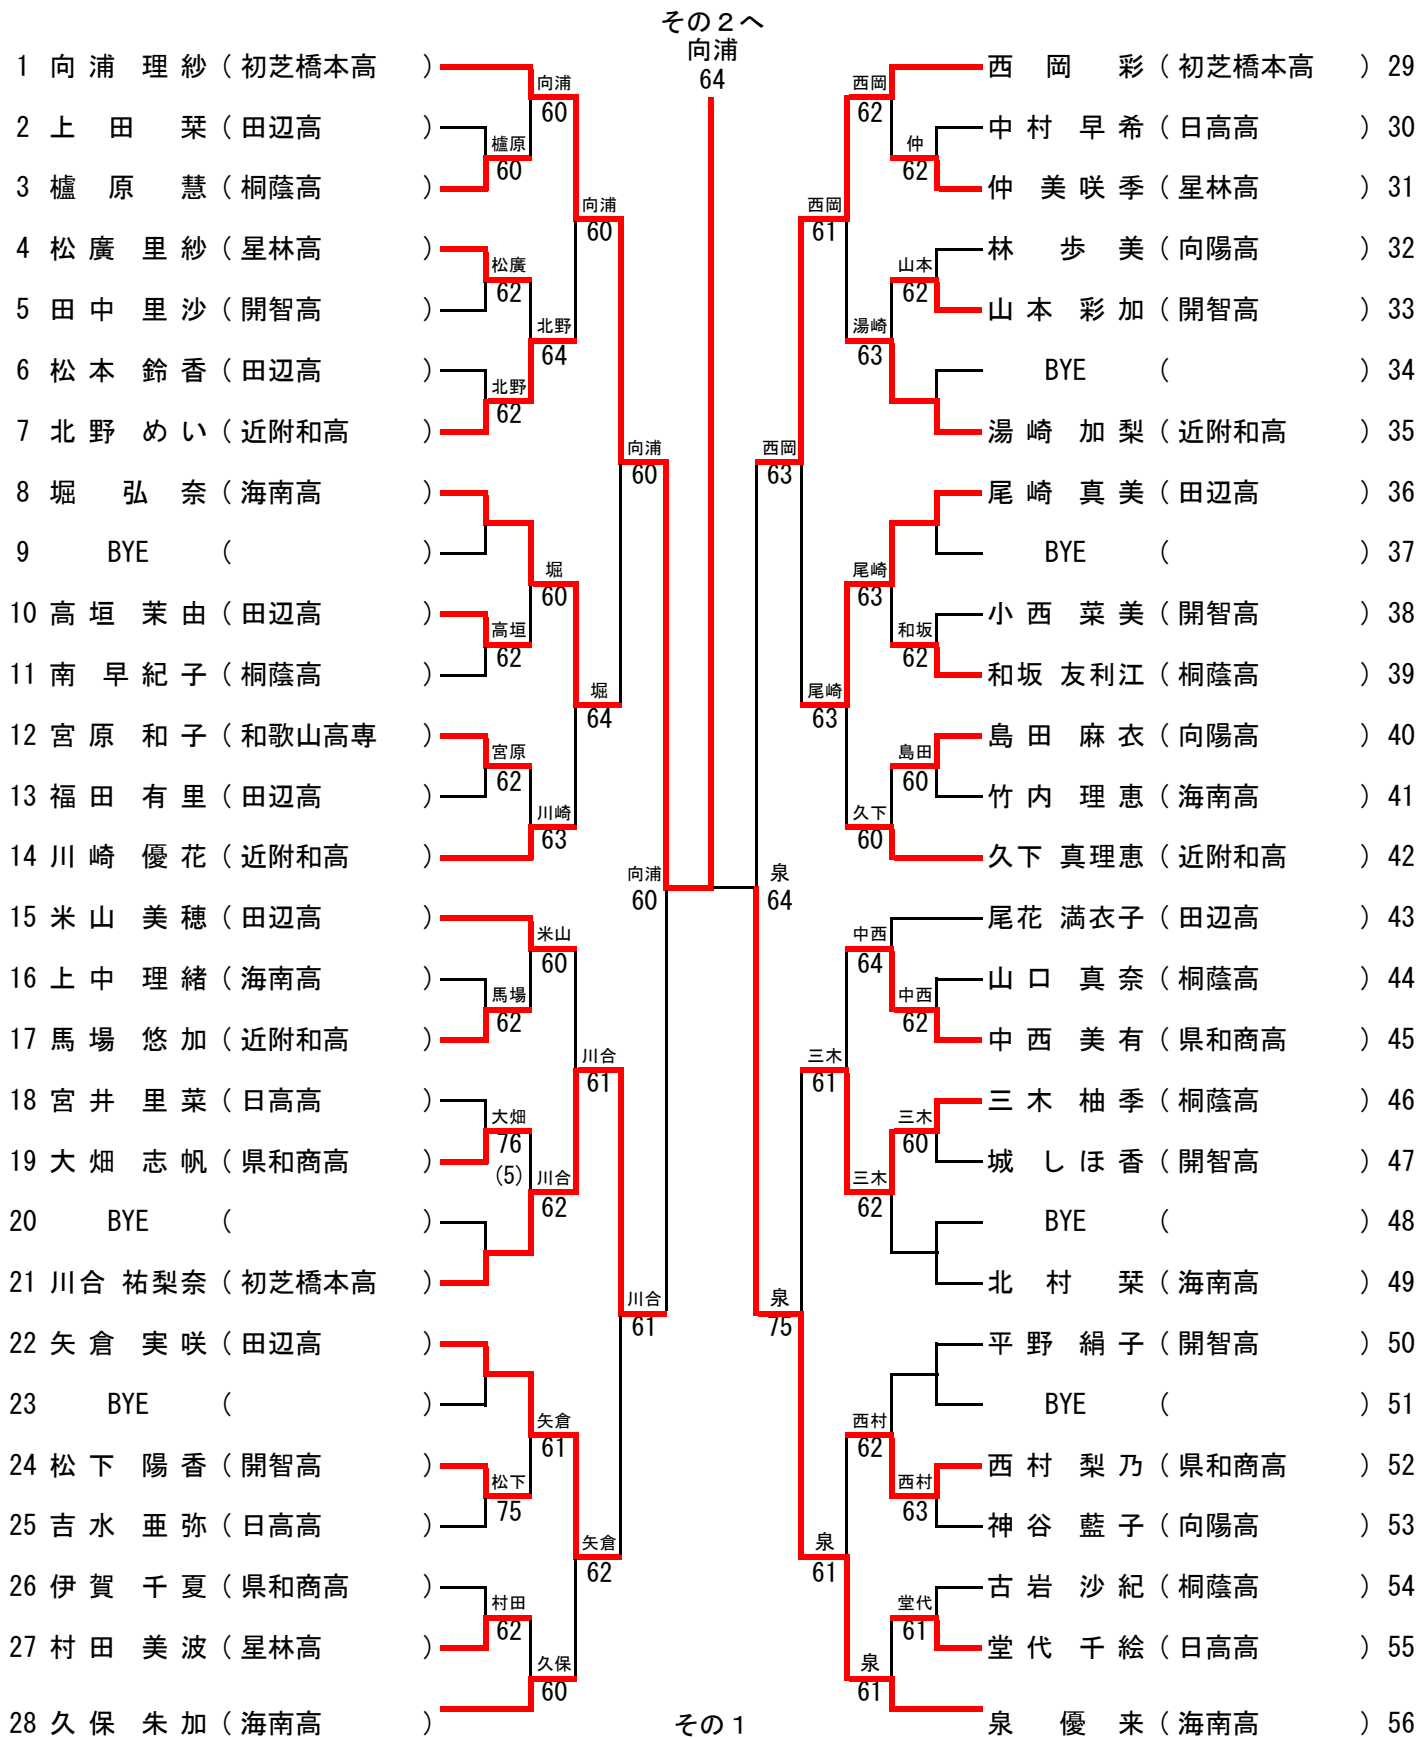 その２へ
向浦
64
1 向 浦 理 紗 ( 初芝橋本高 ) 向浦 60 西岡 62 西 岡 彩 ( 初芝橋本高 ) 29
2 上 田 栞 ( 田辺高 ) 櫨原 60 仲 62 中 村 早 希 ( 日高高 ) 30
3 櫨 原 慧 ( 桐蔭高 ) 向浦 60 西岡 61 仲 美 咲 季 ( 星林高 ) 31
4 松 廣 里 紗 ( 星林高 ) 松廣 62 山本 62 林 歩 美 ( 向陽高 ) 32
5 田 中 里 沙 ( 開智高 ) 北野 64 湯崎 63 山 本 彩 加 ( 開智高 ) 33
6 松 本 鈴 香 ( 田辺高 ) 北野 62 BYE ( ) 34
7 北 野 め い ( 近附和高 ) 向浦 60 西岡 63 湯 崎 加 梨 ( 近附和高 ) 35
8 堀 弘 奈 ( 海南高 ) 尾 崎 真 美 ( 田辺高 ) 36
9 BYE ( ) 堀 60 尾崎 63 BYE ( ) 37
10 高 垣 茉 由 ( 田辺高 ) 高垣 62 和坂 62 小 西 菜 美 ( 開智高 ) 38
11 南 早 紀 子 ( 桐蔭高 ) 堀 64 尾崎 63 和坂 友利江 ( 桐蔭高 ) 39
12 宮 原 和 子 ( 和歌山高専 ) 宮原 62 島田 60 島 田 麻 衣 ( 向陽高 ) 40
13 福 田 有 里 ( 田辺高 ) 川崎 63 久下 60 竹 内 理 恵 ( 海南高 ) 41
14 川 崎 優 花 ( 近附和高 ) 向浦 60 泉 64 久下 真理恵 ( 近附和高 ) 42
15 米 山 美 穂 ( 田辺高 ) 米山 60 中西 64 尾花 満衣子 ( 田辺高 ) 43
16 上 中 理 緒 ( 海南高 ) 馬場 62 中西 62 山 口 真 奈 ( 桐蔭高 ) 44
17 馬 場 悠 加 ( 近附和高 ) 川合 61 三木 61 中 西 美 有 ( 県和商高 ) 45
18 宮 井 里 菜 ( 日高高 ) 大畑 76 (5) 三木 60 三 木 柚 季 ( 桐蔭高 ) 46
19 大 畑 志 帆 ( 県和商高 ) 川合 62 三木 62 城 し ほ 香 ( 開智高 ) 47
20 BYE ( ) BYE ( ) 48
21 川合 祐梨奈 ( 初芝橋本高 ) 川合 61 泉 75 北 村 栞 ( 海南高 ) 49
22 矢 倉 実 咲 ( 田辺高 ) 平 野 絹 子 ( 開智高 ) 50
23 BYE ( ) 矢倉 61 西村 62 BYE ( ) 51
24 松 下 陽 香 ( 開智高 ) 松下 75 西村 63 西 村 梨 乃 ( 県和商高 ) 52
25 吉 水 亜 弥 ( 日高高 ) 矢倉 62 泉 61 神 谷 藍 子 ( 向陽高 ) 53
26 伊 賀 千 夏 ( 県和商高 ) 村田 62 堂代 61 古 岩 沙 紀 ( 桐蔭高 ) 54
27 村 田 美 波 ( 星林高 ) 久保 60 泉 61 堂 代 千 絵 ( 日高高 ) 55
28 久 保 朱 加 ( 海南高 ) その１ 泉 優 来 ( 海南高 ) 56